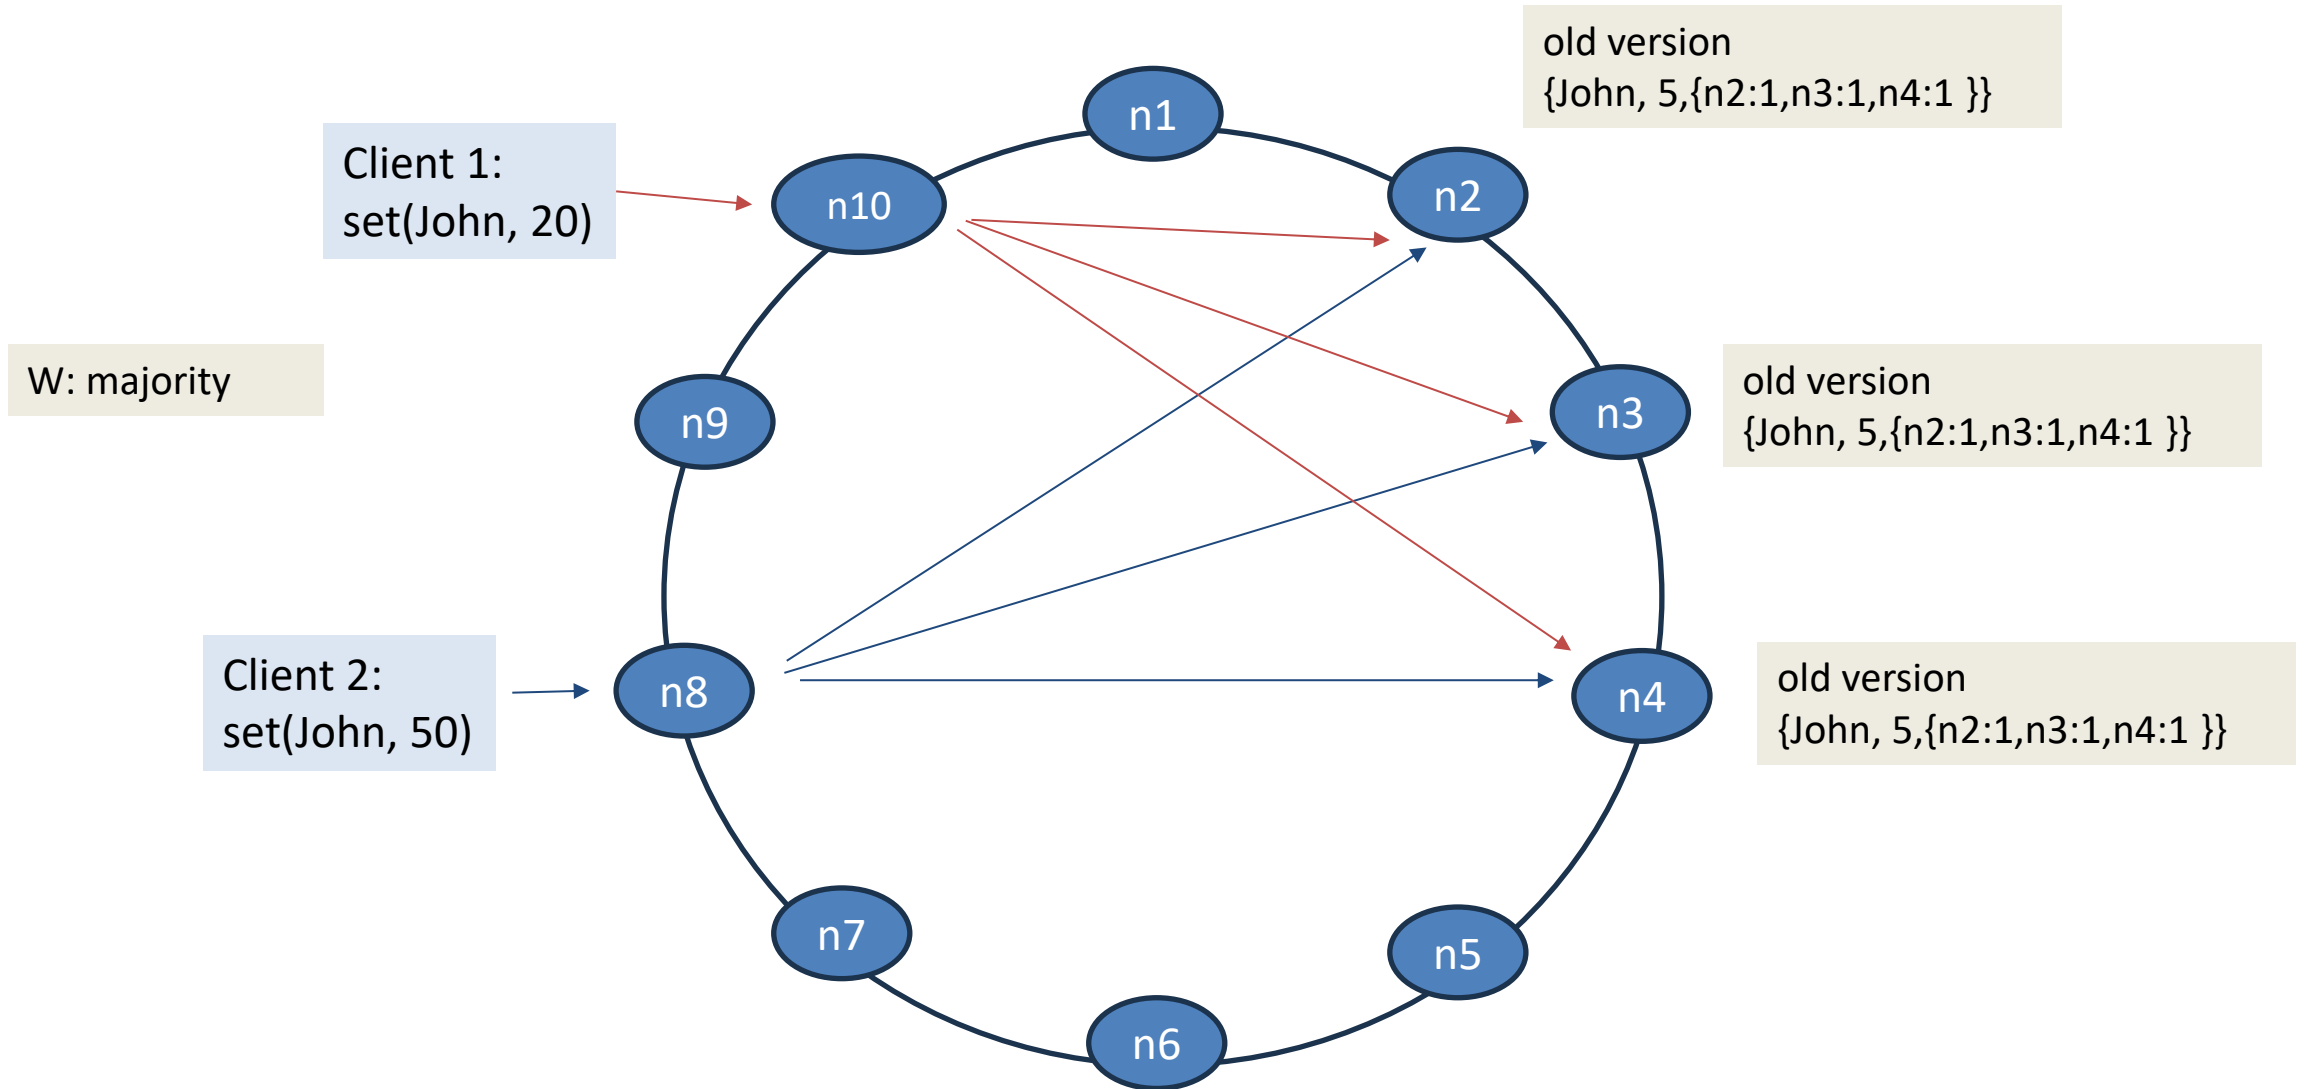 old version
{John, 5,{n2:1,n3:1,n4:1 }}
n1
Client 1:
set(John, 20)
n10
n2
W: majority
n9
n3
old version
{John, 5,{n2:1,n3:1,n4:1 }}
Client 2:
set(John, 50)
n8
n4
old version
{John, 5,{n2:1,n3:1,n4:1 }}
n7
n5
n6